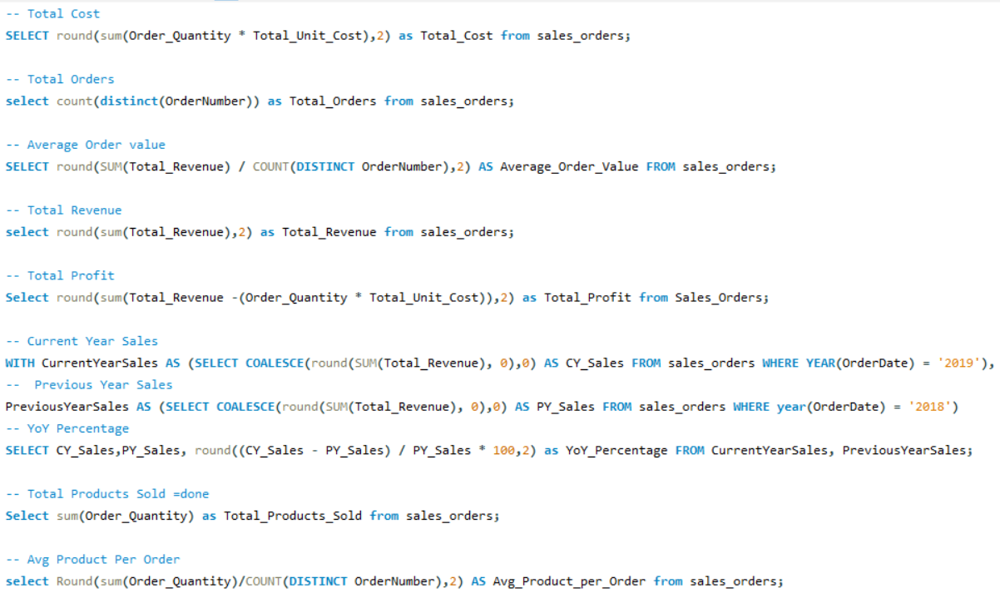 -- Total Cost
SELECT round(sum(Order_Quantity * Total_Unit_Cost),2) as Total_Cost from sales_orders;
-- Total Orders
select count(distinct(OrderNumber)) as Total_Orders from sales_orders;
-- Average Order value
SELECT round(SUM(Total_Revenue) / COUNT(DISTINCT OrderNumber),2) AS Average_Order_Value FROM sales_orders;
-- Total Revenue
select round(sum(Total_Revenue),2) as Total_Revenue from sales_orders;
-- Total Profit
Select round(sum(Total_Revenue -(Order_Quantity * Total_Unit_Cost)),2) as Total_Profit from Sales_Orders;
-- Current Year Sales
WITH CurrentYearSales AS (SELECT COALESCE(round(SUM(Total_Revenue), 0),0) AS CY_Sales FROM sales_orders WHERE YEAR(OrderDate) = '2019'),
--  Previous Year Sales
PreviousYearSales AS (SELECT COALESCE(round(SUM(Total_Revenue), 0),0) AS PY_Sales FROM sales_orders WHERE year(OrderDate) = '2018')
-- YoY Percentage
SELECT CY_Sales,PY_Sales, round((CY_Sales - PY_Sales) / PY_Sales * 100,2) as YoY_Percentage FROM CurrentYearSales, PreviousYearSales;
-- Total Products Sold =done
Select sum(Order_Quantity) as Total_Products_Sold from sales_orders;
-- Avg Product Per Order
select Round(sum(Order_Quantity)/COUNT(DISTINCT OrderNumber),2) AS Avg_Product_per_Order from sales_orders;